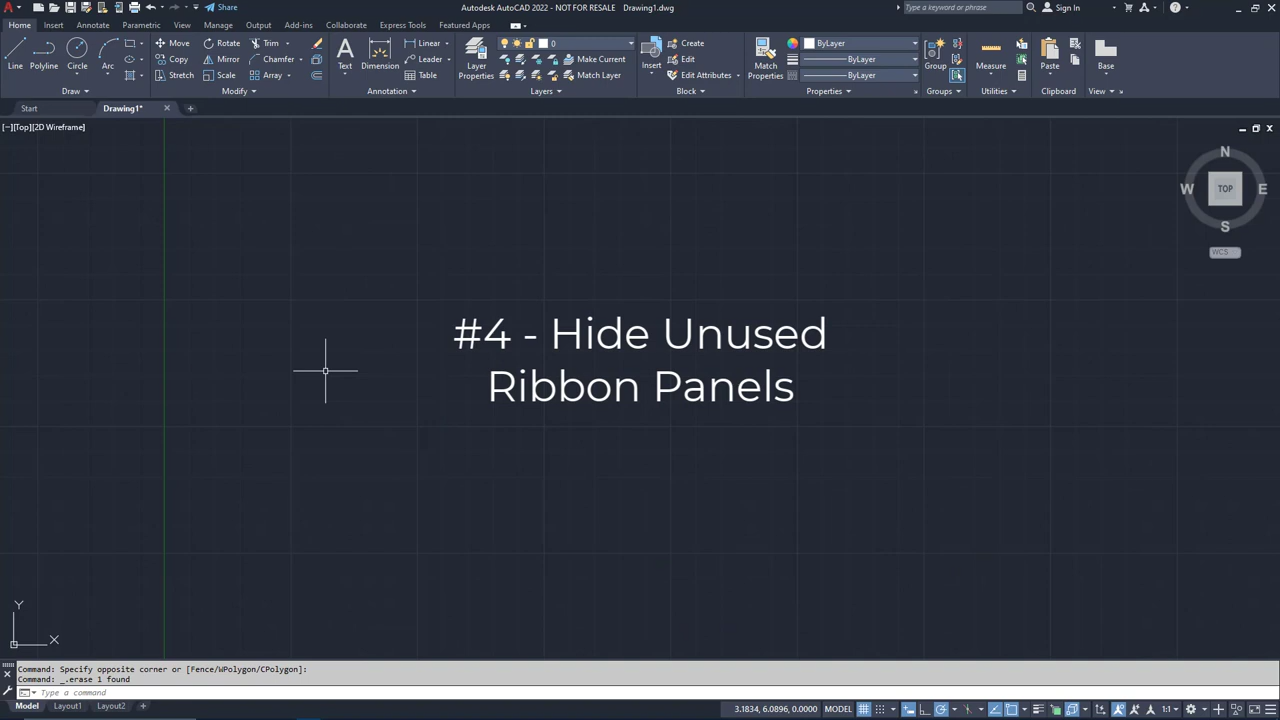 Autodesk AutoCAD 2022 - NOT FOR RESALE Drawing1.dwg
Type a keyword or phrase
Sign In
Share
Home Insert Annotate Parametric View Manage Output Add-ins Collaborate Express Tools Featured Apps
Line Polyline Circle Arc
Move Rotate Trim
Copy Mirror Chamfer
Stretch Scale Array
Text Dimension
Linear
Leader
Table
Layer Properties
0
Make Current
Match Layer
Insert
Create
Edit
Edit Attributes
Match Properties
ByLayer
ByLayer
ByLayer
Group
Measure
Paste
Base
Draw Modify Annotation Layers Block Properties Groups Utilities Clipboard View
Start Drawing1*
[−][Top][2D Wireframe]
N
W TOP E
S
WCS
#4 - Hide Unused
Ribbon Panels
Y
X
Command: Specify opposite corner or [Fence/WPolygon/CPolygon]:
Command: _.erase 1 found
Type a command
Model Layout1 Layout2
3.1834, 6.0896, 0.0000 MODEL 1:1